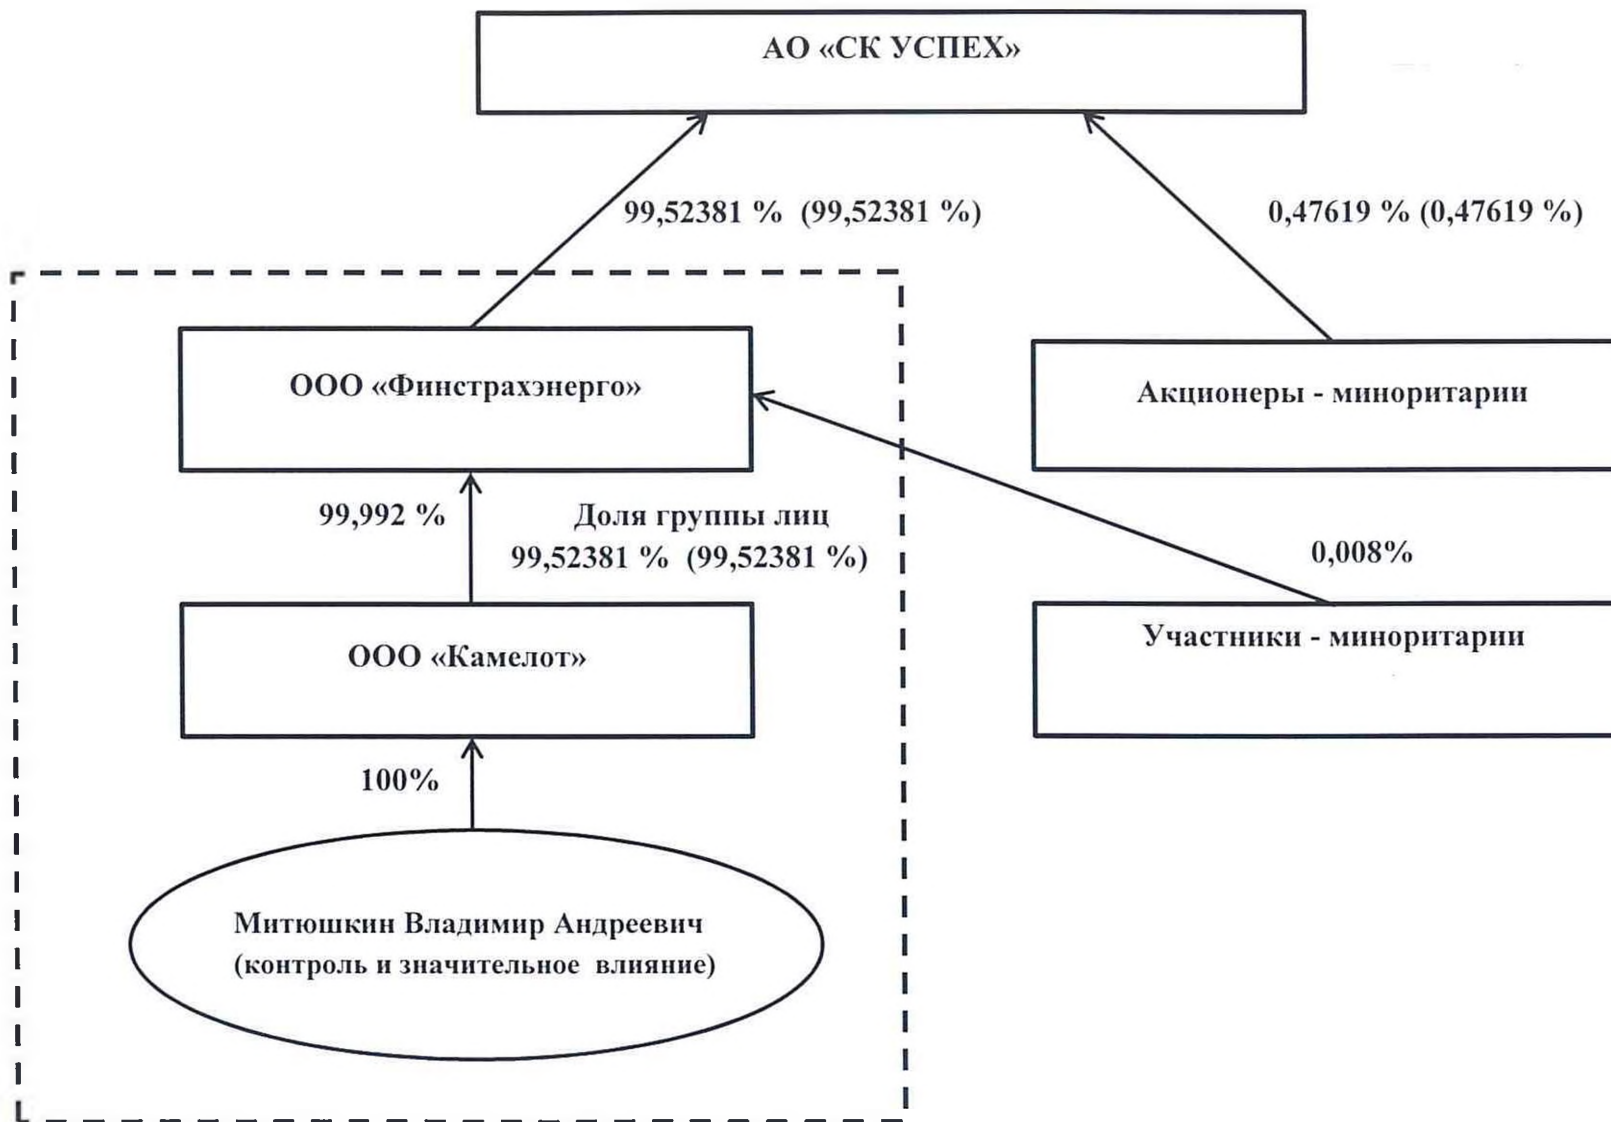 АО «СК УСПЕХ»
99,52381 % (99,52381 %)
0,47619 % (0,47619 %)
ООО «Финстрахэнерго»
Акционеры - миноритарии
99,992 %
Доля группы лиц
99,52381 % (99,52381 %)
0,008%
ООО «Камелот»
Участники - миноритарии
100%
Митюшкин Владимир Андреевич
(контроль и значительное влияние)